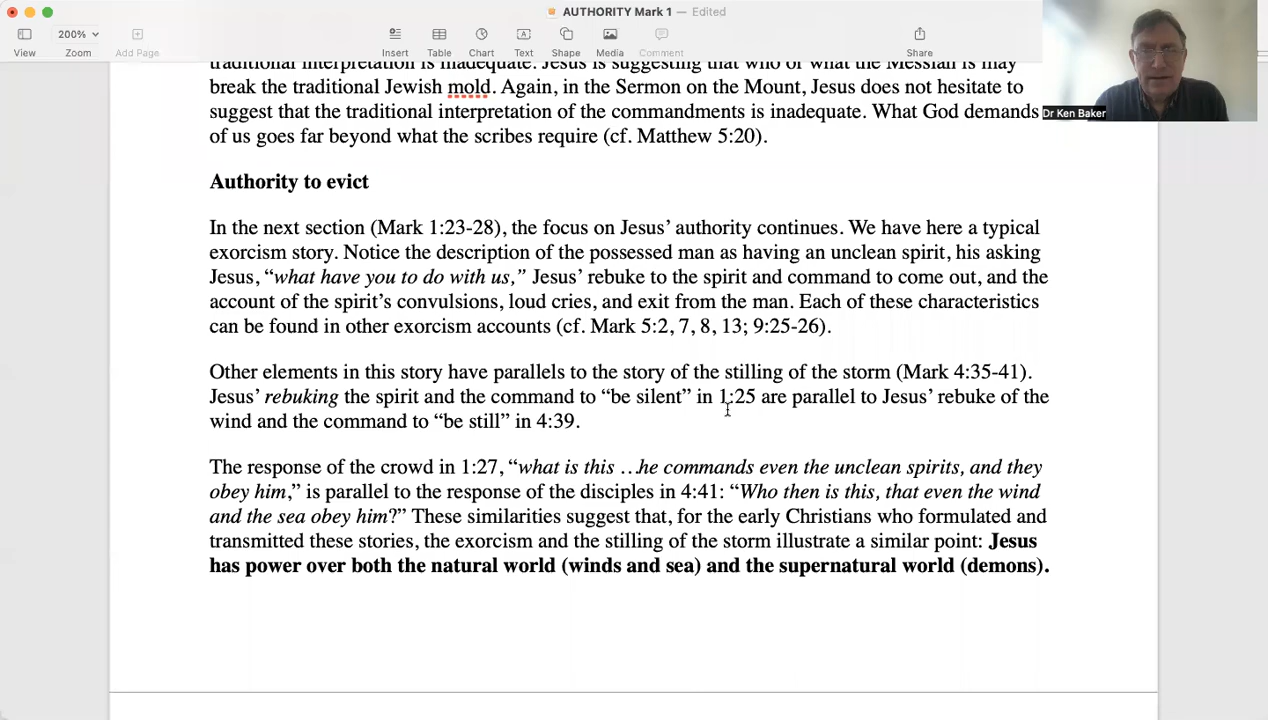 AUTHORITY Mark 1 — Edited
200%
View Zoom Add Page Insert Table Chart Text Shape Media Comment Share
Dr Ken Baker
traditional interpretation is inadequate. Jesus is suggesting that who or what the Messiah is may
break the traditional Jewish mold. Again, in the Sermon on the Mount, Jesus does not hesitate to
suggest that the traditional interpretation of the commandments is inadequate. What God demands
of us goes far beyond what the scribes require (cf. Matthew 5:20).
Authority to evict
In the next section (Mark 1:23-28), the focus on Jesus’ authority continues. We have here a typical
exorcism story. Notice the description of the possessed man as having an unclean spirit, his asking
Jesus, “what have you to do with us,” Jesus’ rebuke to the spirit and command to come out, and the
account of the spirit’s convulsions, loud cries, and exit from the man. Each of these characteristics
can be found in other exorcism accounts (cf. Mark 5:2, 7, 8, 13; 9:25-26).
Other elements in this story have parallels to the story of the stilling of the storm (Mark 4:35-41).
Jesus’ rebuking the spirit and the command to “be silent” in 1:25 are parallel to Jesus’ rebuke of the
wind and the command to “be still” in 4:39.
The response of the crowd in 1:27, “what is this …he commands even the unclean spirits, and they
obey him,” is parallel to the response of the disciples in 4:41: “Who then is this, that even the wind
and the sea obey him?” These similarities suggest that, for the early Christians who formulated and
transmitted these stories, the exorcism and the stilling of the storm illustrate a similar point: Jesus
has power over both the natural world (winds and sea) and the supernatural world (demons).